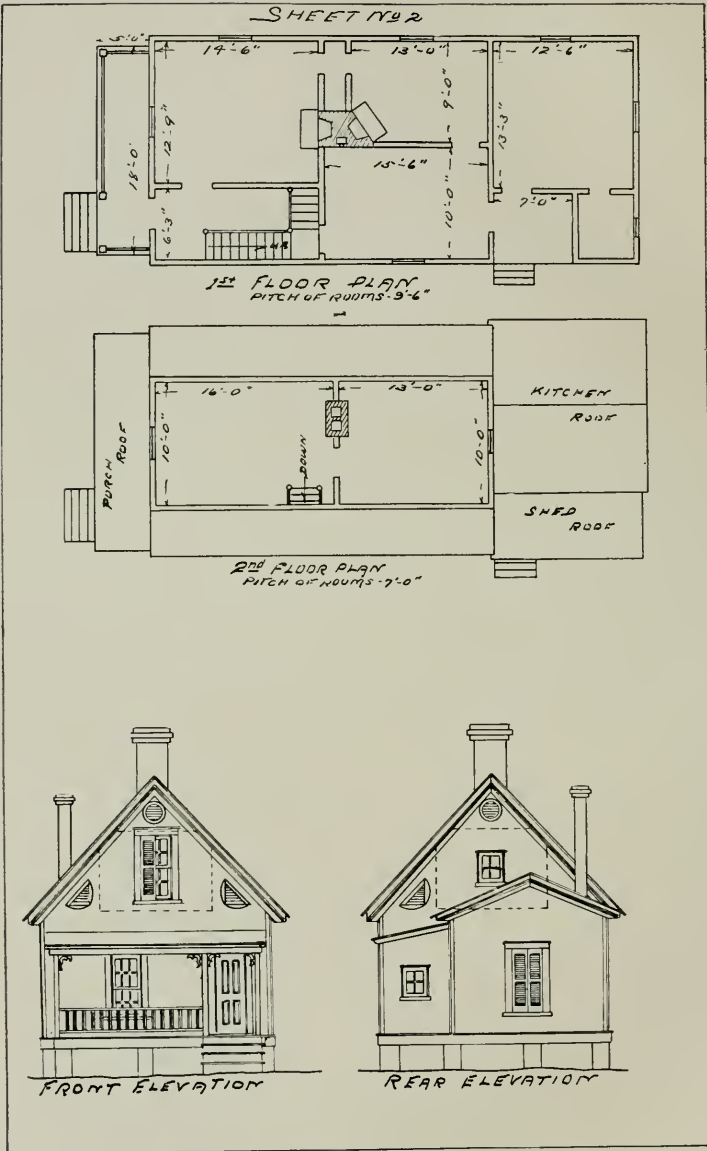 SHEET No 2
5'-0"
14'-6"
13'-0"
12'-6"
9'-0"
12'-9"
18'-0'
13'-3"
15'-6"
10'-0"
7'-0"
6'-3"
UP
1st FLOOR PLAN
PITCH OF ROOMS-9'-6"
16'-0"
13'-0"
KITCHEN
ROOF
PORCH ROOF
10'-0"
DOWN
10'-0"
SHED
ROOF
2nd FLOOR PLAN
PITCH OF ROOMS-7'-0"
FRONT ELEVATION
REAR ELEVATION